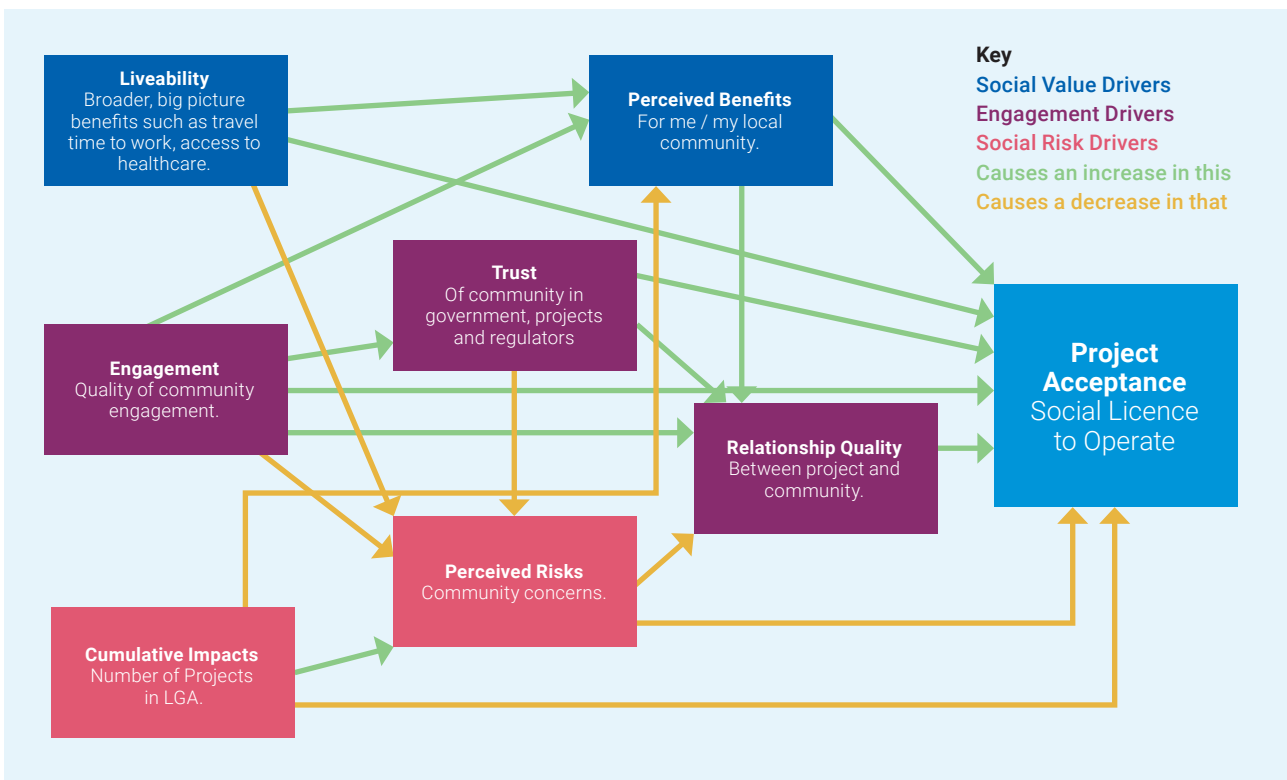 Liveability
Broader, big picture
benefits such as travel
time to work, access to
healthcare.
Perceived Benefits
For me / my local
community.
Key
Social Value Drivers
Engagement Drivers
Social Risk Drivers
Causes an increase in this
Causes a decrease in that
Trust
Of community in
government, projects
and regulators
Engagement
Quality of community
engagement.
Project
Acceptance
Social Licence
to Operate
Relationship Quality
Between project and
community.
Perceived Risks
Community concerns.
Cumulative Impacts
Number of Projects
in LGA.